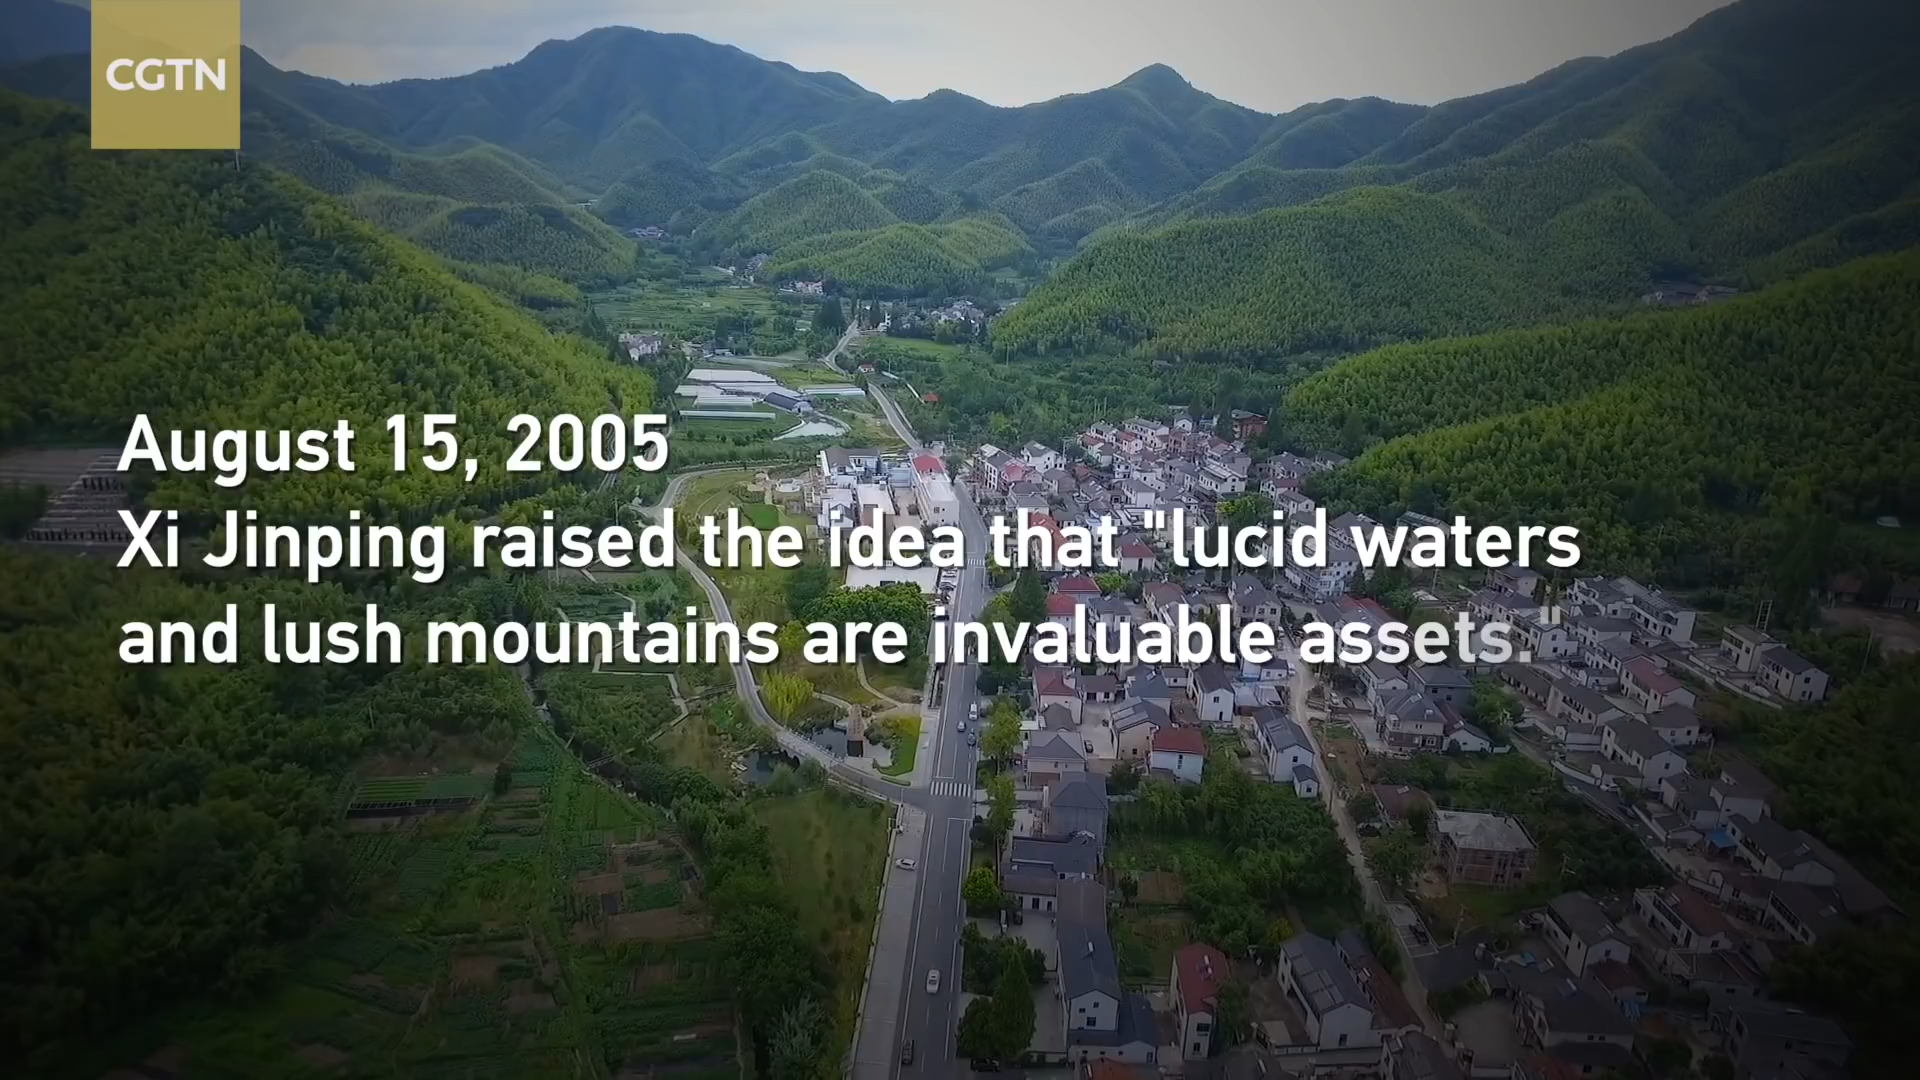 CGTN
August 15, 2005
Xi Jinping raised the idea that "lucid waters
and lush mountains are invaluable assets."